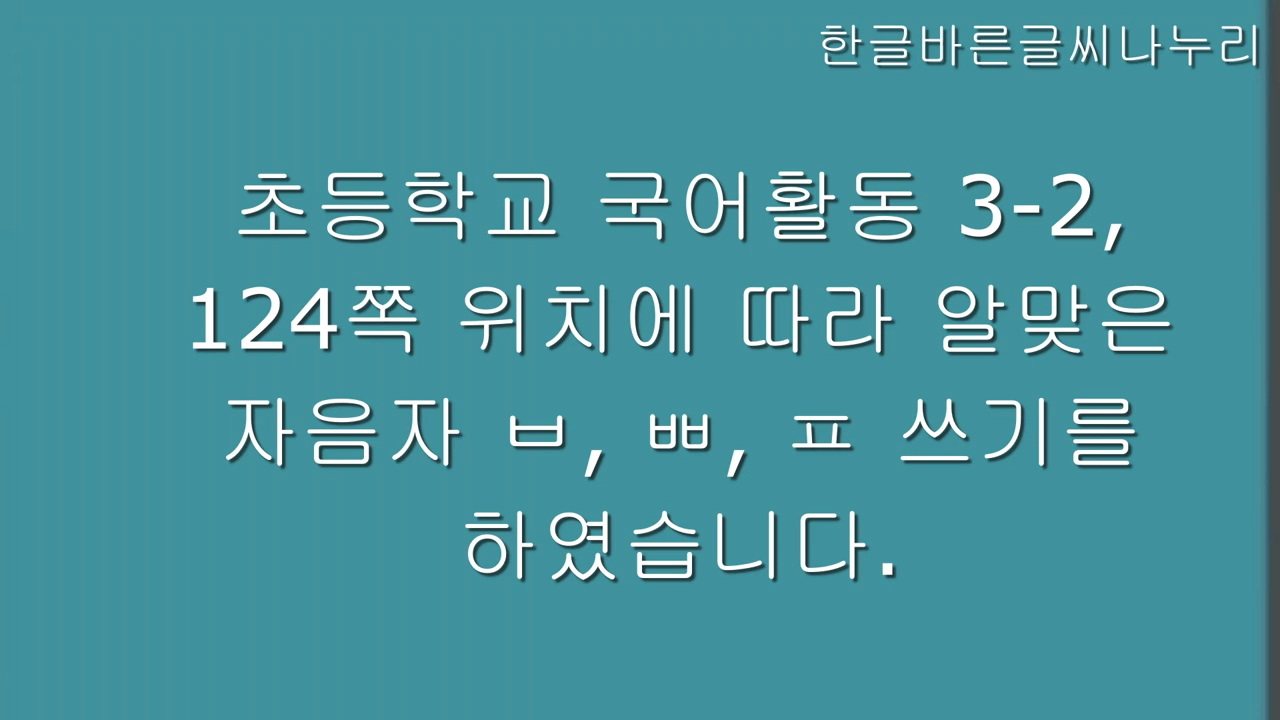 한글바른글씨나누리
초등학교 국어활동 3-2,
124쪽 위치에 따라 알맞은
자음자 ㅂ, ㅃ, ㅍ 쓰기를
하였습니다.